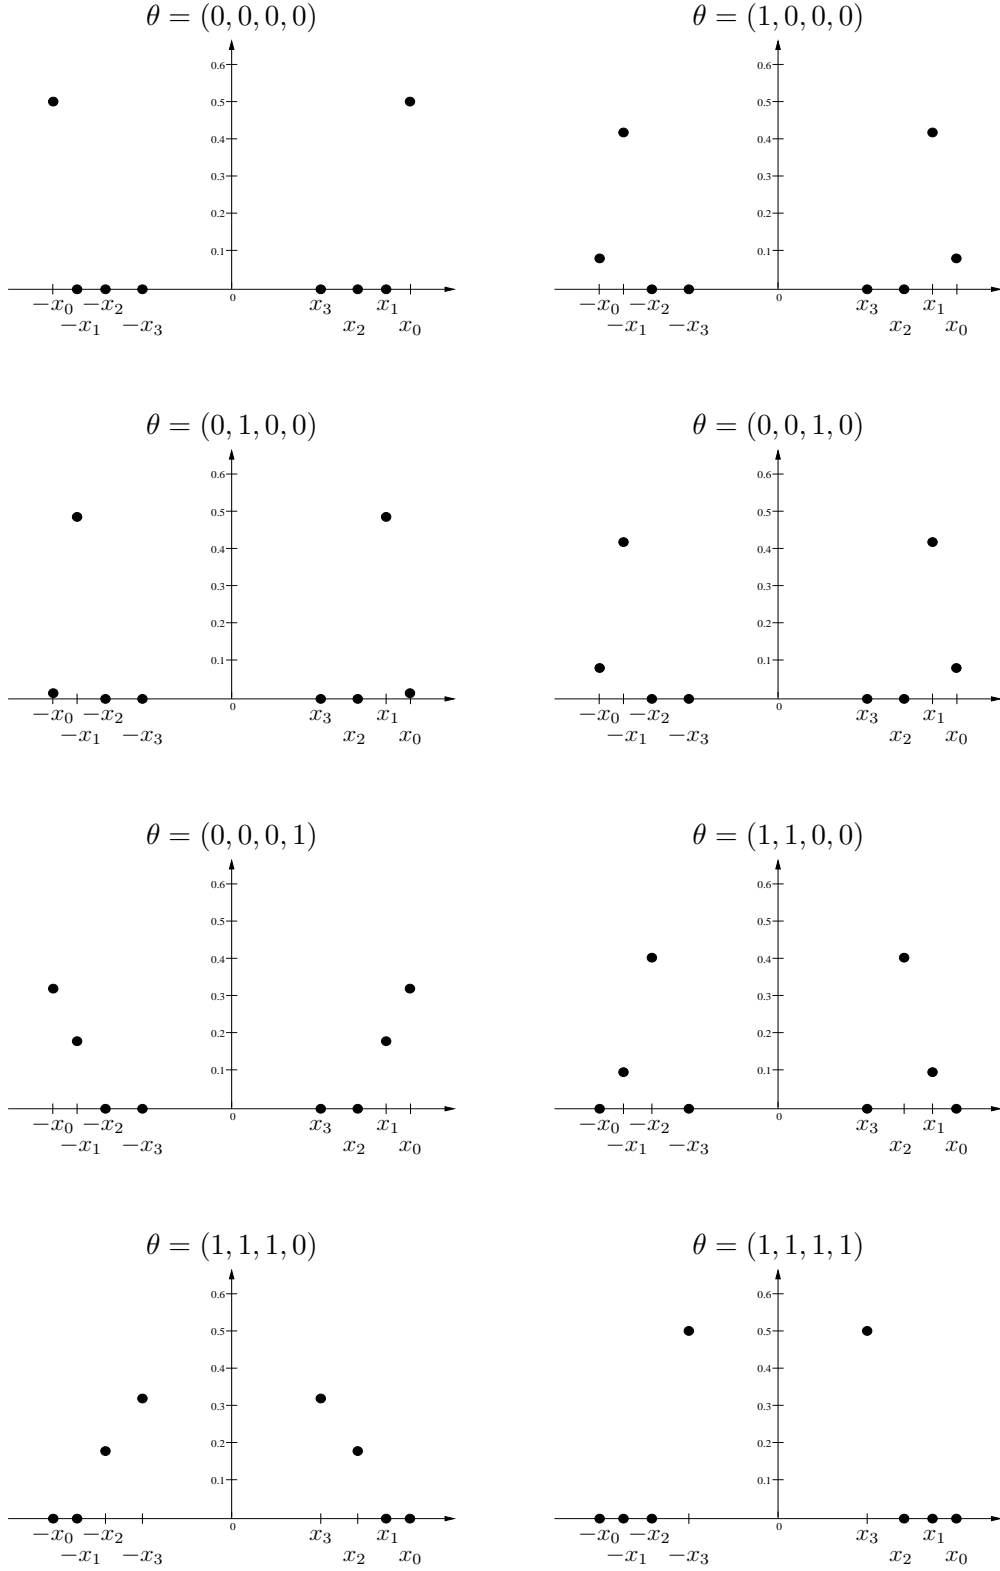 θ = (0, 0, 0, 0)
0.6
0.5
0.4
0.3
0.2
0.1
0
−x₀ −x₂ x₃ x₁
−x₁ −x₃ x₂ x₀
θ = (1, 0, 0, 0)
0.6
0.5
0.4
0.3
0.2
0.1
0
−x₀ −x₂ x₃ x₁
−x₁ −x₃ x₂ x₀
θ = (0, 1, 0, 0)
0.6
0.5
0.4
0.3
0.2
0.1
0
−x₀ −x₂ x₃ x₁
−x₁ −x₃ x₂ x₀
θ = (0, 0, 1, 0)
0.6
0.5
0.4
0.3
0.2
0.1
0
−x₀ −x₂ x₃ x₁
−x₁ −x₃ x₂ x₀
θ = (0, 0, 0, 1)
0.6
0.5
0.4
0.3
0.2
0.1
0
−x₀ −x₂ x₃ x₁
−x₁ −x₃ x₂ x₀
θ = (1, 1, 0, 0)
0.6
0.5
0.4
0.3
0.2
0.1
0
−x₀ −x₂ x₃ x₁
−x₁ −x₃ x₂ x₀
θ = (1, 1, 1, 0)
0.6
0.5
0.4
0.3
0.2
0.1
0
−x₀ −x₂ x₃ x₁
−x₁ −x₃ x₂ x₀
θ = (1, 1, 1, 1)
0.6
0.5
0.4
0.3
0.2
0.1
0
−x₀ −x₂ x₃ x₁
−x₁ −x₃ x₂ x₀